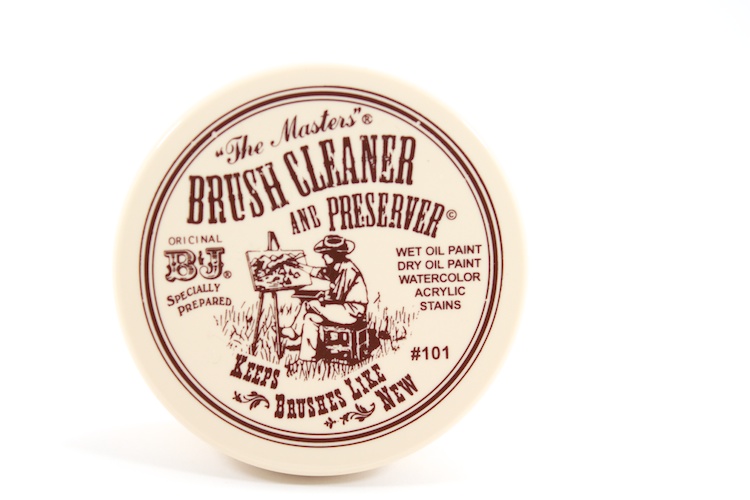 "The Masters"®
BRUSH CLEANER
AND PRESERVER©
ORIGINAL
B&J®
SPECIALLY
PREPARED
WET OIL PAINT
DRY OIL PAINT
WATERCOLOR
ACRYLIC
STAINS
#101
KEEPS
BRUSHES LIKE
NEW